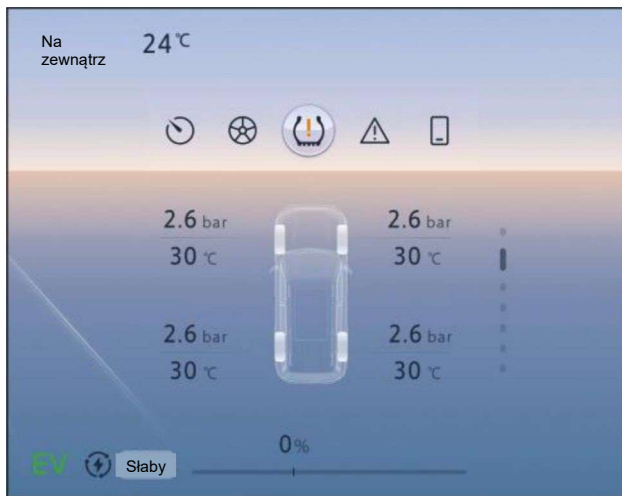 Na
zewnątrz
24℃
2.6 bar
2.6 bar
30 ℃
30 ℃
2.6 bar
2.6 bar
30 ℃
30 ℃
0%
EV
Słaby